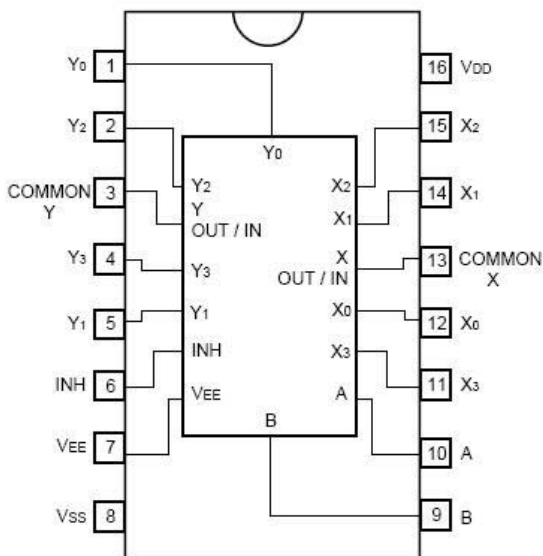 Y0 1
16 VDD
Y2 2
15 X2
Y0
COMMON
Y
3
Y2
X2
14 X1
Y
OUT / IN
X1
Y3 4
Y3
X
OUT / IN
13 COMMON
X
Y1 5
Y1
X0
12 X0
INH 6
INH
X3
11 X3
VEE 7
VEE
A
10 A
B
VSS 8
9 B